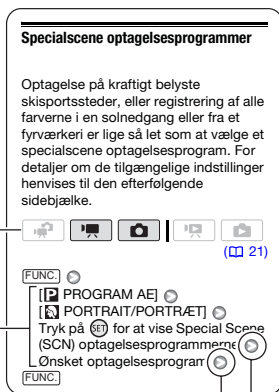 Specialscene optagelsesprogrammer
Optagelse på kraftigt belyste
skisportssteder, eller registrering af alle
farverne i en solnedgang eller fra et
fyrværkeri er lige så let som at vælge et
specialscene optagelsesprogram. For
detaljer om de tilgængelige indstillinger
henvises til den efterfølgende
sidebjælke.
(21)
FUNC.
[P PROGRAM AE]
[PORTRAIT/PORTRÆT]
Tryk på SET for at vise Special Scene
(SCN) optagelsesprogrammerne
Ønsket optagelsesprogram
FUNC.